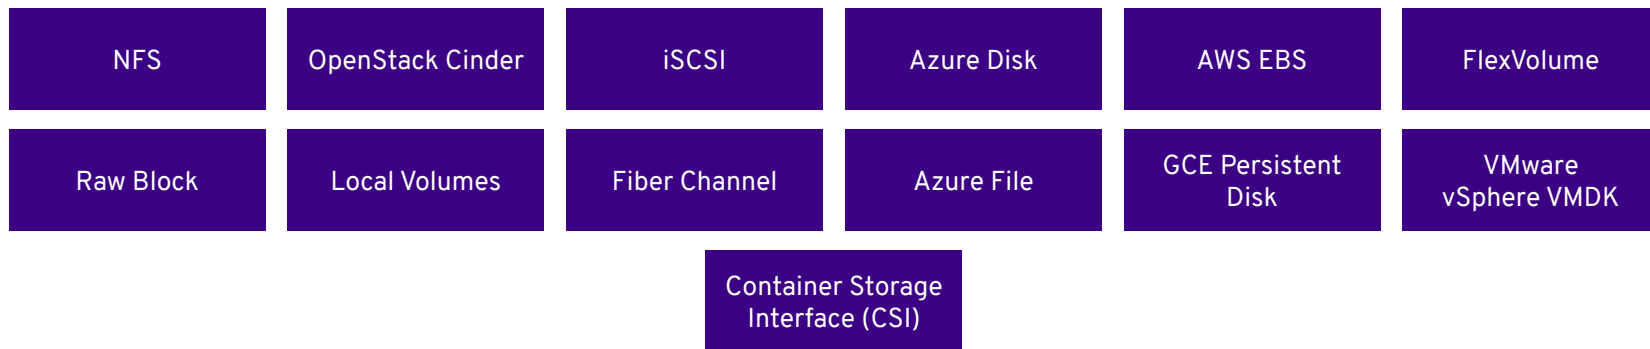 NFS
OpenStack Cinder
iSCSI
Azure Disk
AWS EBS
FlexVolume
Raw Block
Local Volumes
Fiber Channel
Azure File
GCE Persistent
Disk
VMware
vSphere VMDK
Container Storage
Interface (CSI)